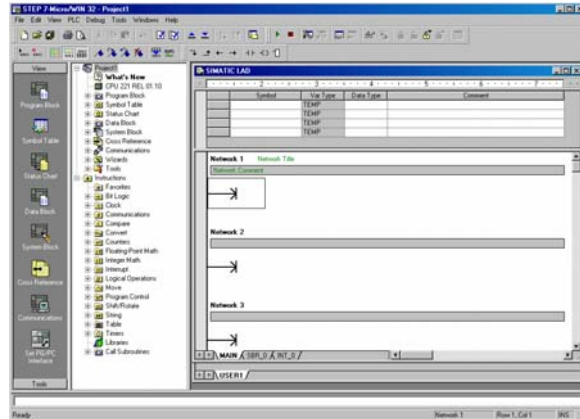 STEP 7-Micro/WIN 32 - Project1
File Edit View PLC Debug Tools Windows Help
View
Program Block
Symbol Table
Status Chart
Data Block
System Block
Cross Reference
Communications
Set PG/PC
Interface
Tools
Project1
What's New
CPU 221 REL 01.10
Program Block
Symbol Table
Status Chart
Data Block
System Block
Cross Reference
Communications
Wizards
Tools
Instructions
Favorites
Bit Logic
Clock
Communications
Compare
Convert
Counters
Floating-Point Math
Integer Math
Interrupt
Logical Operations
Move
Program Control
Shift/Rotate
String
Table
Timers
Libraries
Call Subroutines
SIMATIC LAD
Symbol Var Type Data Type Comment
TEMP
TEMP
TEMP
TEMP
Network 1 Network Title
Network Comment
Network 2
Network 3
MAIN SBR_0 INT_0
USER1
Ready Network 1 Row 1, Col 1 INS